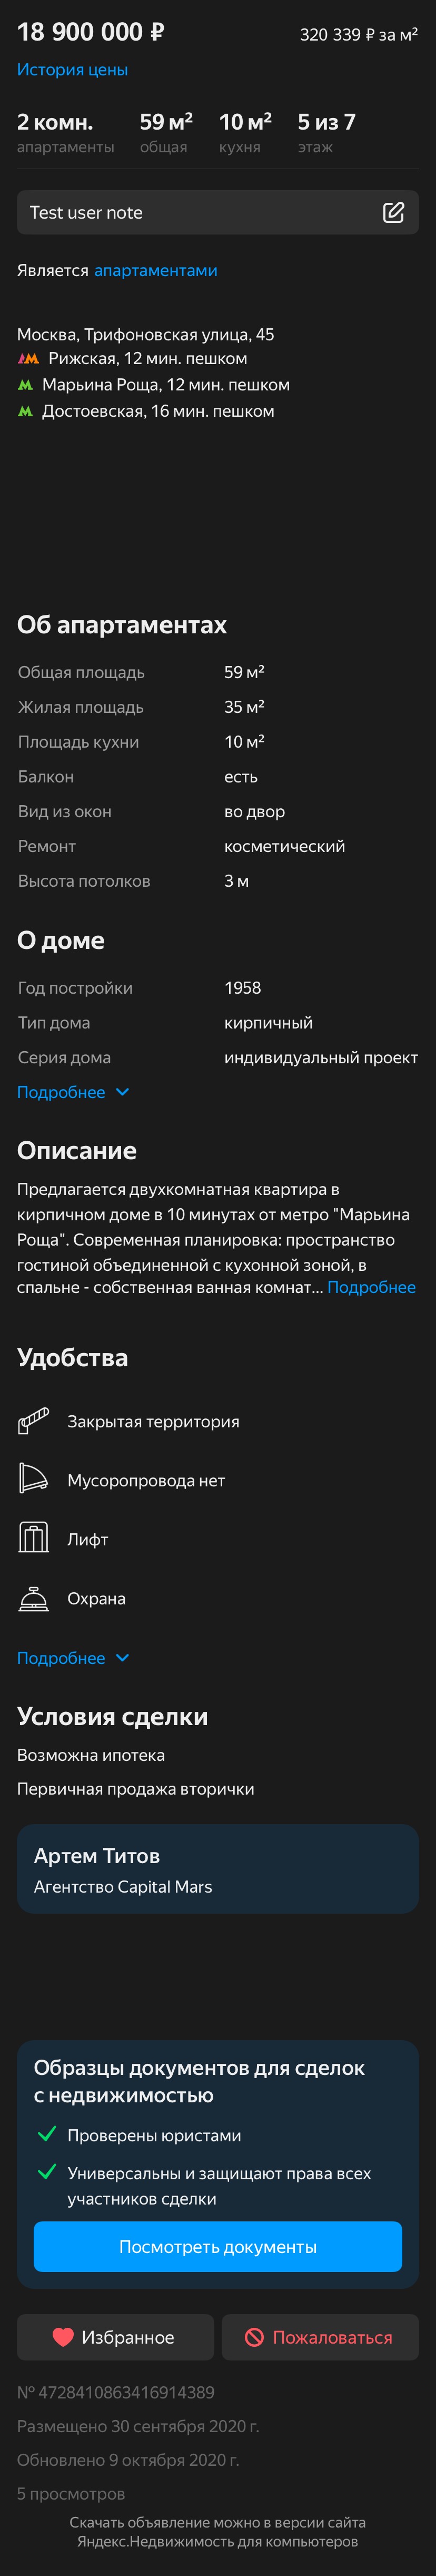 18 900 000 ₽
320 339 ₽ за м²
История цены
2 комн.
59 м²
10 м²
5 из 7
апартаменты
общая
кухня
этаж
Test user note
Является апартаментами
Москва, Трифоновская улица, 45
Рижская, 12 мин. пешком
Марьина Роща, 12 мин. пешком
Достоевская, 16 мин. пешком
Об апартаментах
Общая площадь 59 м²
Жилая площадь 35 м²
Площадь кухни 10 м²
Балкон есть
Вид из окон во двор
Ремонт косметический
Высота потолков 3 м
О доме
Год постройки 1958
Тип дома кирпичный
Серия дома индивидуальный проект
Подробнее
Описание
Предлагается двухкомнатная квартира в
кирпичном доме в 10 минутах от метро "Марьина
Роща". Современная планировка: пространство
гостиной объединенной с кухонной зоной, в
спальне - собственная ванная комнат... Подробнее
Удобства
Закрытая территория
Мусоропровода нет
Лифт
Охрана
Подробнее
Условия сделки
Возможна ипотека
Первичная продажа вторички
Артем Титов
Агентство Capital Mars
Образцы документов для сделок
с недвижимостью
Проверены юристами
Универсальны и защищают права всех
участников сделки
Посмотреть документы
Избранное
Пожаловаться
№ 4728410863416914389
Размещено 30 сентября 2020 г.
Обновлено 9 октября 2020 г.
5 просмотров
Скачать объявление можно в версии сайта
Яндекс.Недвижимость для компьютеров